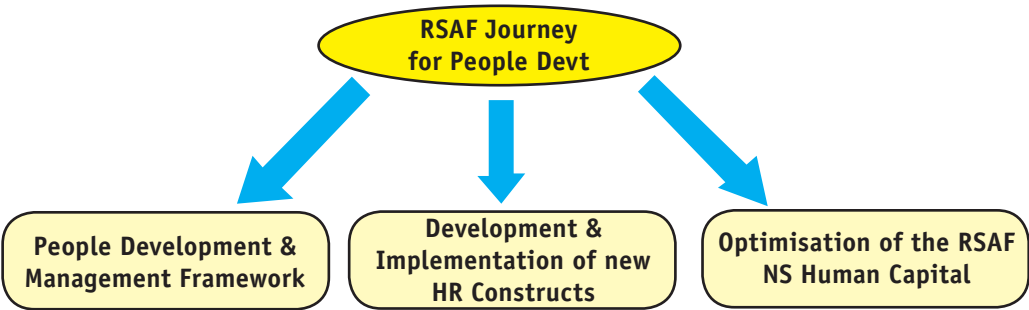 RSAF Journey
for People Devt
People Development &
Management Framework
Development &
Implementation of new
HR Constructs
Optimisation of the RSAF
NS Human Capital